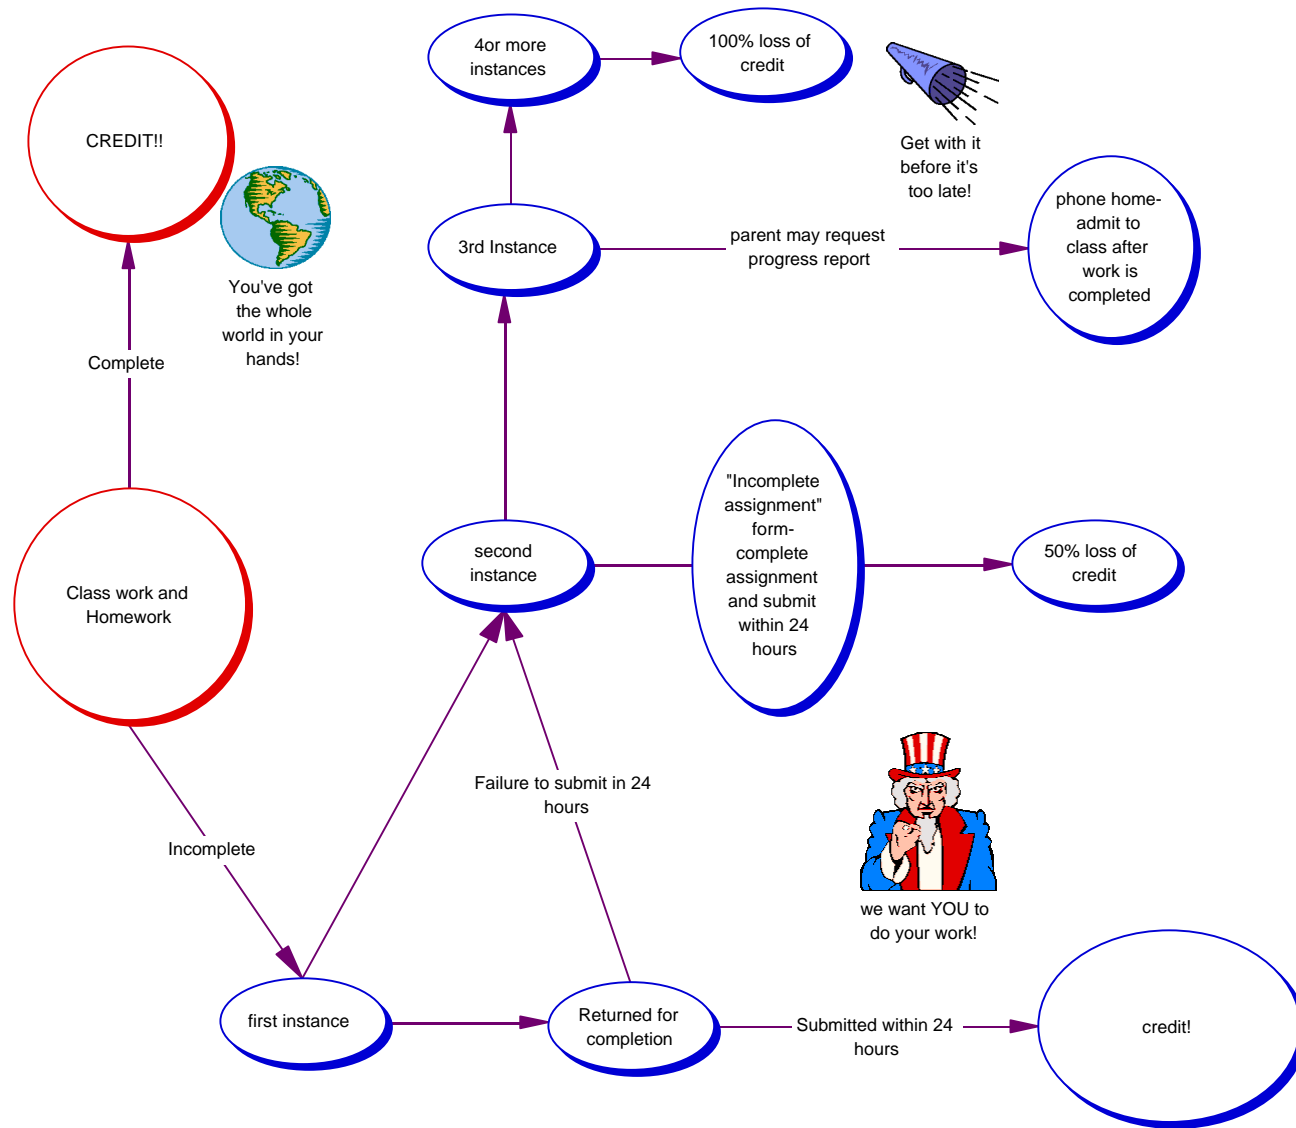 4or more
instances
100% loss of
credit
CREDIT!!
Get with it
before it's
too late!
phone home-
admit to
class after
work is
completed
3rd Instance
parent may request
progress report
You've got
the whole
world in your
hands!
Complete
"Incomplete
assignment"
form-
complete
assignment
and submit
within 24
hours
second
instance
50% loss of
credit
Class work and
Homework
Failure to submit in 24
hours
Incomplete
we want YOU to
do your work!
first instance
Returned for
completion
Submitted within 24
hours
credit!